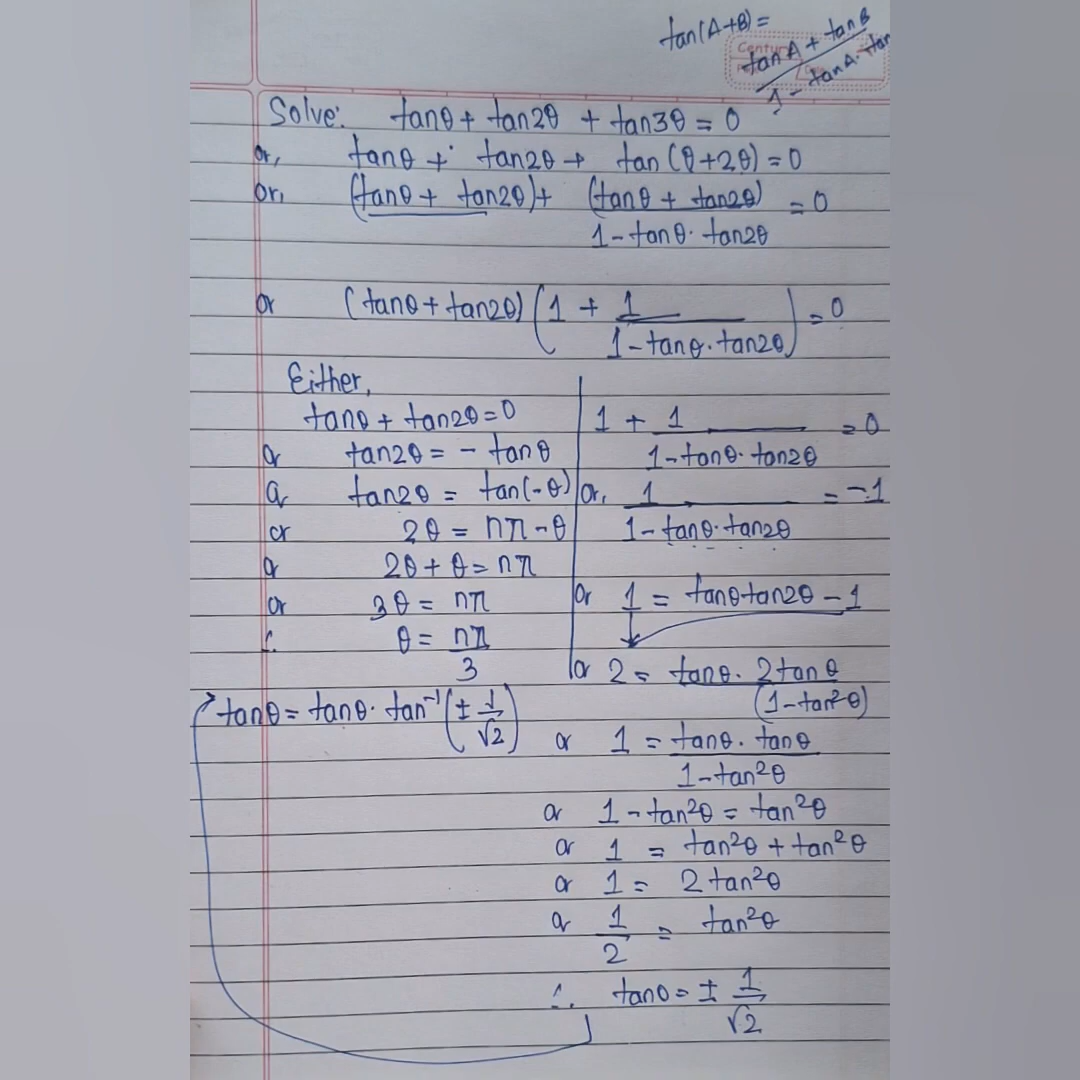 tan(A+B) =
tanA + tanB
1 - tanA. tan
Solve: tanθ + tan2θ + tan3θ = 0
or, tanθ + tan2θ + tan (θ+2θ) = 0
or, (tanθ + tan2θ) + (tanθ + tan2θ) = 0
1 - tanθ. tan2θ
or (tanθ + tan2θ) (1 + 1 ) = 0
1 - tanθ. tan2θ
Either,
tanθ + tan2θ = 0
or tan2θ = - tanθ
or tan2θ = tan(-θ)
or 2θ = nπ - θ
or 2θ + θ = nπ
or 3θ = nπ
∴ θ = nπ
3
1 + 1 = 0
1 - tanθ. tan2θ
or, 1 = -1
1 - tanθ. tan2θ
or 1 = tanθ tan2θ - 1
or 2 = tanθ. 2 tanθ
(1 - tan²θ)
or 1 = tanθ. tanθ
1 - tan²θ
or 1 - tan²θ = tan²θ
or 1 = tan²θ + tan²θ
or 1 = 2 tan²θ
or 1 = tan²θ
2
∴ tanθ = ± 1
√2
tanθ = tanθ. tan⁻¹ (± 1 )
√2